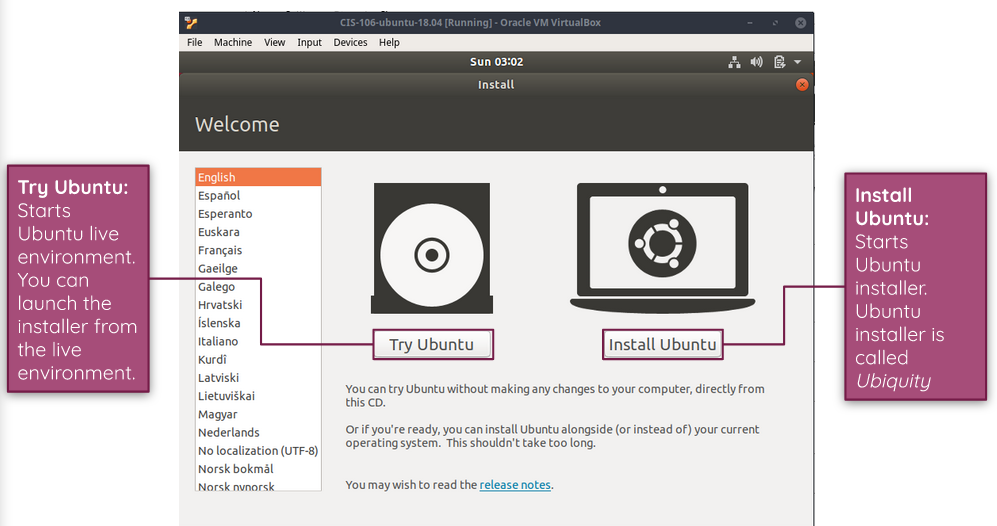 CIS-106-ubuntu-18.04 [Running] - Oracle VM VirtualBox
File Machine View Input Devices Help
Sun 03:02
Install
Welcome
Try Ubuntu:
Starts
Ubuntu live
environment.
You can
launch the
installer from
the live
environment.
English
Español
Esperanto
Euskara
Français
Gaeilge
Galego
Hrvatski
Íslenska
Italiano
Kurdî
Latviski
Lietuviškai
Magyar
Nederlands
No localization (UTF-8)
Norsk bokmål
Norsk nynorsk
Try Ubuntu
Install Ubuntu
You can try Ubuntu without making any changes to your computer, directly from
this CD.
Or if you're ready, you can install Ubuntu alongside (or instead of) your current
operating system. This shouldn't take too long.
You may wish to read the release notes.
Install
Ubuntu:
Starts
Ubuntu
installer.
Ubuntu
installer is
called
Ubiquity